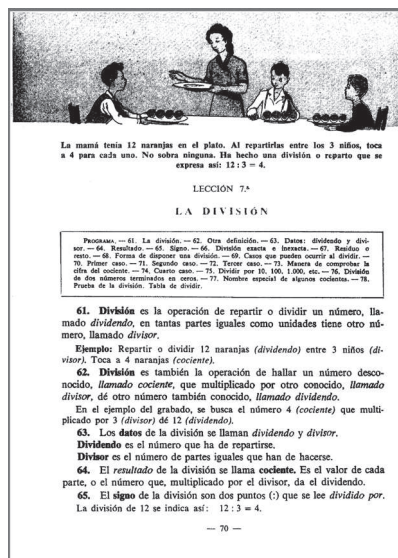 La mamá tenía 12 naranjas en el plato. Al repartirlas entre los 3 niños, toca
a 4 para cada uno. No sobra ninguna. Ha hecho una división o reparto que se
expresa así: 12 : 3 = 4.
LECCIÓN 7.ª
LA DIVISIÓN
PROGRAMA. — 61. La división. — 62. Otra definición. — 63. Datos: dividendo y divi-
sor. — 64. Resultado. — 65. Signo. — 66. División exacta e inexacta. — 67. Residuo o
resto. — 68. Forma de disponer una división. — 69. Casos que pueden ocurrir al dividir. —
70. Primer caso. — 71. Segundo caso. — 72. Tercer caso. — 73. Manera de comprobar la
cifra del cociente. — 74. Cuarto caso. — 75. Dividir por 10, 100, 1.000, etc. — 76. División
de dos números terminados en ceros. — 77. Nombre especial de algunos cocientes. — 78.
Prueba de la división. Tabla de dividir.
61. División es la operación de repartir o dividir un número, lla-
mado dividendo, en tantas partes iguales como unidades tiene otro nú-
mero, llamado divisor.
Ejemplo: Repartir o dividir 12 naranjas (dividendo) entre 3 niños (di-
visor). Toca a 4 naranjas (cociente).
62. División es también la operación de hallar un número desco-
nocido, llamado cociente, que multiplicado por otro conocido, llamado
divisor, dé otro número también conocido, llamado dividendo.
En el ejemplo del grabado, se busca el número 4 (cociente) que multi-
plicado por 3 (divisor) dé 12 (dividendo).
63. Los datos de la división se llaman dividendo y divisor.
Dividendo es el número que ha de repartirse.
Divisor es el número de partes iguales que han de hacerse.
64. El resultado de la división se llama cociente. Es el valor de cada
parte, o el número que, multiplicado por el divisor, da el dividendo.
65. El signo de la división son dos puntos (:) que se lee dividido por.
La división de 12 se indica así: 12 : 3 = 4.
— 70 —